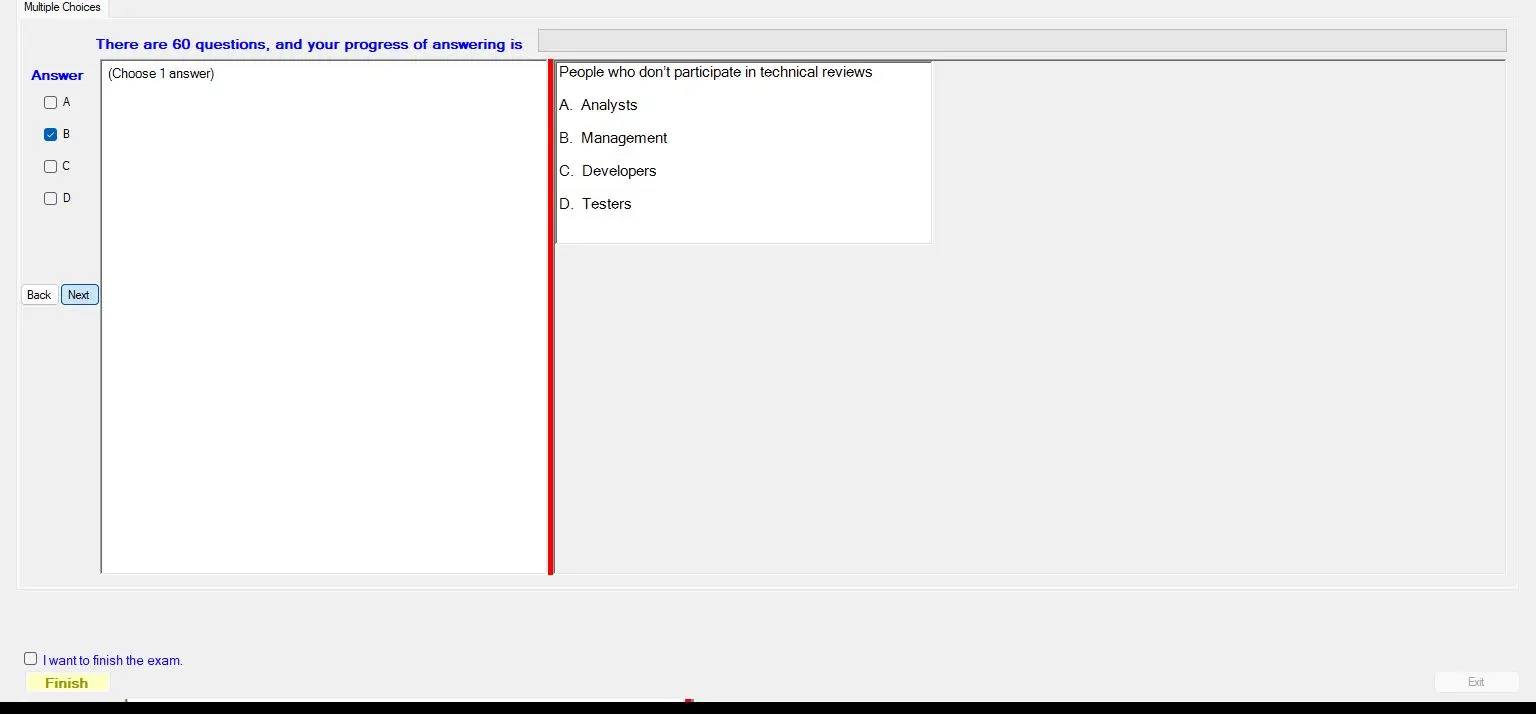 Multiple Choices
There are 60 questions, and your progress of answering is
Answer
A
B
C
D
Back Next
(Choose 1 answer)
People who don't participate in technical reviews
A. Analysts
B. Management
C. Developers
D. Testers
I want to finish the exam.
Finish
Exit